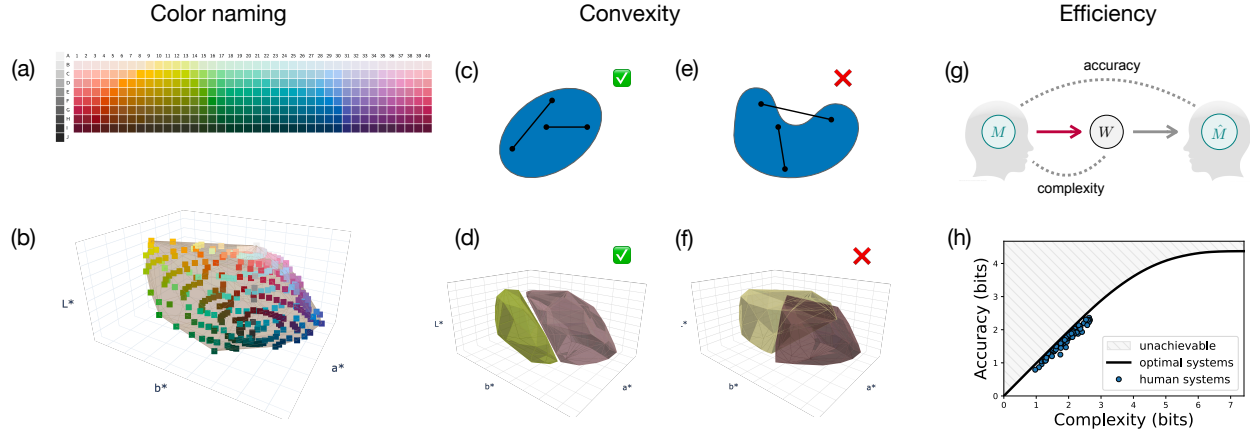 Color naming
Convexity
Efficiency
(a)
1 2 3 4 5 6 7 8 9 10 11 12 13 14 15 16 17 18 19 20 21 22 23 24 25 26 27 28 29 30 31 32 33 34 35 36 37 38 39 40
A
B
C
D
E
F
G
H
I
J
(b)
L*
b*
a*
(c)
(e)
(d)
L*
b*
a*
(f)
b*
a*
(g)
accuracy
M
W
M̂
complexity
(h)
Accuracy (bits)
4
3
2
1
0
unachievable
optimal systems
human systems
0 1 2 3 4 5 6 7
Complexity (bits)